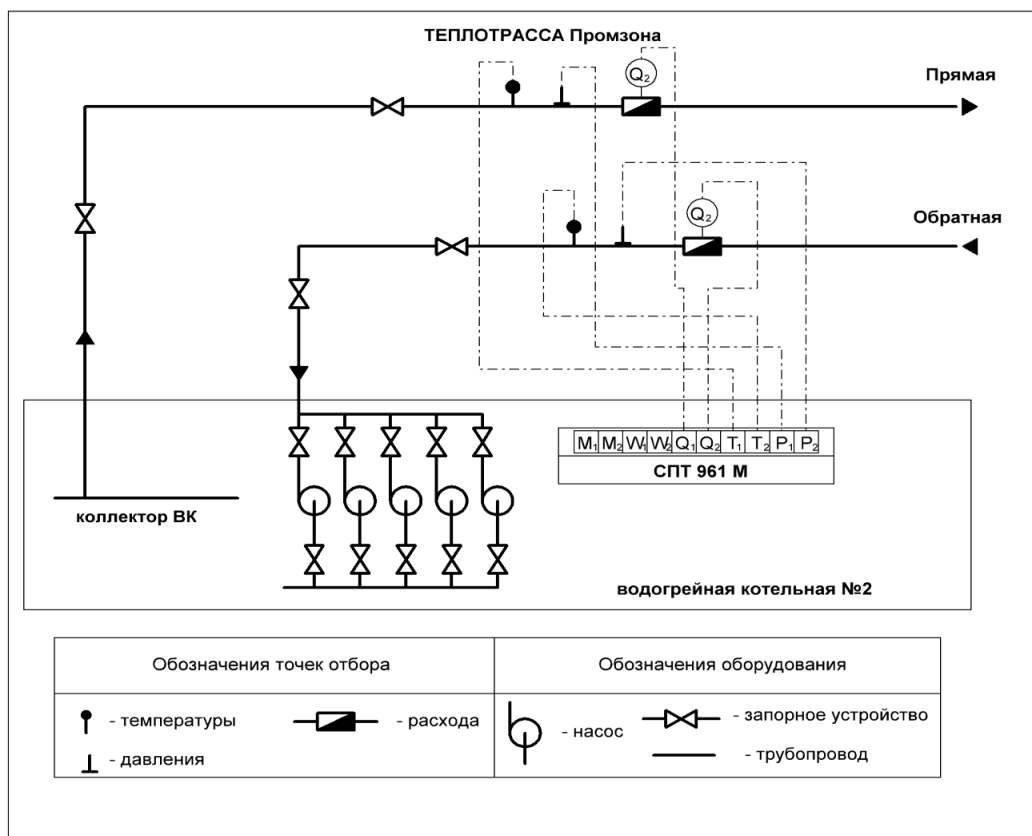 ТЕПЛОТРАССА Промзона
Q₂
Прямая
Q₂
Обратная
M₁ M₂ W₁ W₂ Q₁ Q₂ T₁ T₂ P₁ P₂
СПТ 961 М
коллектор ВК
водогрейная котельная №2
Обозначения точек отбора
Обозначения оборудования
- температуры
- расхода
- давления
- насос
- запорное устройство
- трубопровод